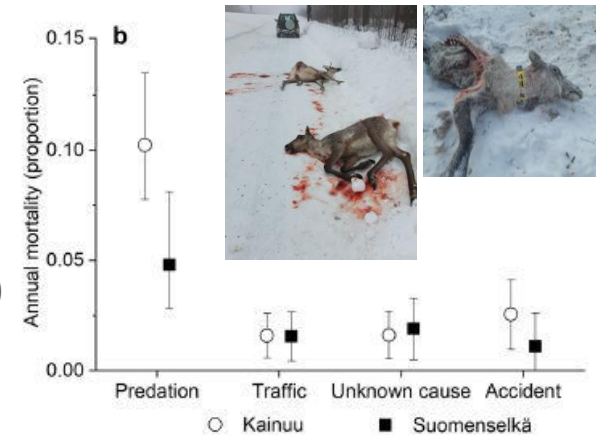 b
0.15
0.10
0.05
0.00
Annual mortality (proportion)
Predation Traffic Unknown cause Accident
Kainuu Suomenselkä